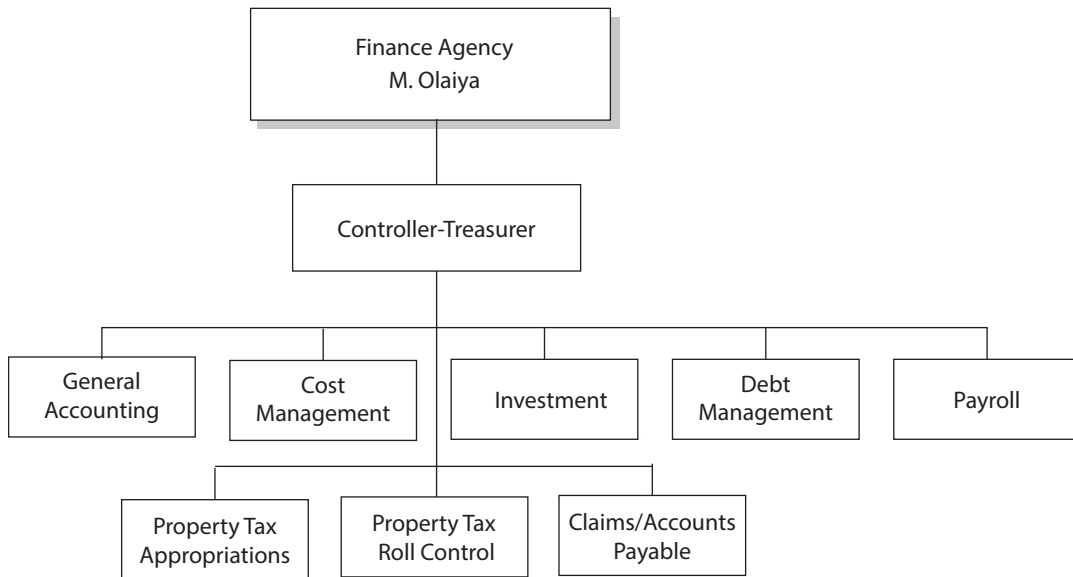 Finance Agency
M. Olaiya
Controller-Treasurer
General
Accounting
Cost
Management
Investment
Debt
Management
Payroll
Property Tax
Appropriations
Property Tax
Roll Control
Claims/Accounts
Payable